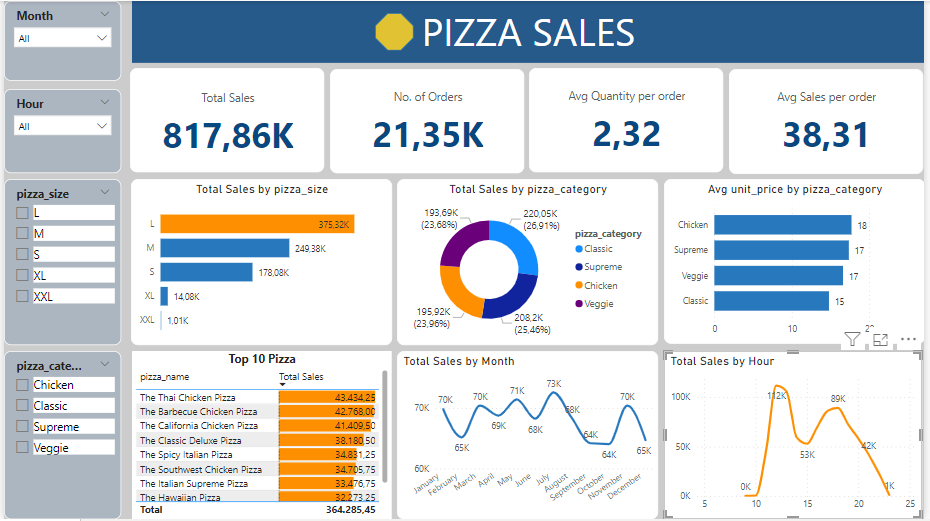 PIZZA SALES
Month
All
Hour
All
pizza_size
L
M
S
XL
XXL
pizza_cate...
Chicken
Classic
Supreme
Veggie
Total Sales
817,86K
No. of Orders
21,35K
Avg Quantity per order
2,32
Avg Sales per order
38,31
Total Sales by pizza_size
L 375,32K
M 249,38K
S 178,08K
XL 14,08K
XXL 1,01K
Total Sales by pizza_category
193,69K
(23,68%)
220,05K
(26,91%)
195,92K
(23,96%)
208,2K
(25,46%)
pizza_category
Classic
Supreme
Chicken
Veggie
Avg unit_price by pizza_category
Chicken 18
Supreme 17
Veggie 17
Classic 15
0 10
Top 10 Pizza
pizza_name Total Sales
The Thai Chicken Pizza 43.434,25
The Barbecue Chicken Pizza 42.768,00
The California Chicken Pizza 41.409,50
The Classic Deluxe Pizza 38.180,50
The Spicy Italian Pizza 34.831,25
The Southwest Chicken Pizza 34.705,75
The Italian Supreme Pizza 33.476,75
The Hawaiian Pizza 32.273,25
Total 364.285,45
Total Sales by Month
70K
60K
70K 65K 70K 69K 71K 68K 73K 68K 64K 64K 70K 65K
January February March April May June July August September October November December
Total Sales by Hour
100K
50K
0K
0K 112K 53K 89K 42K 1K
5 10 15 20 25